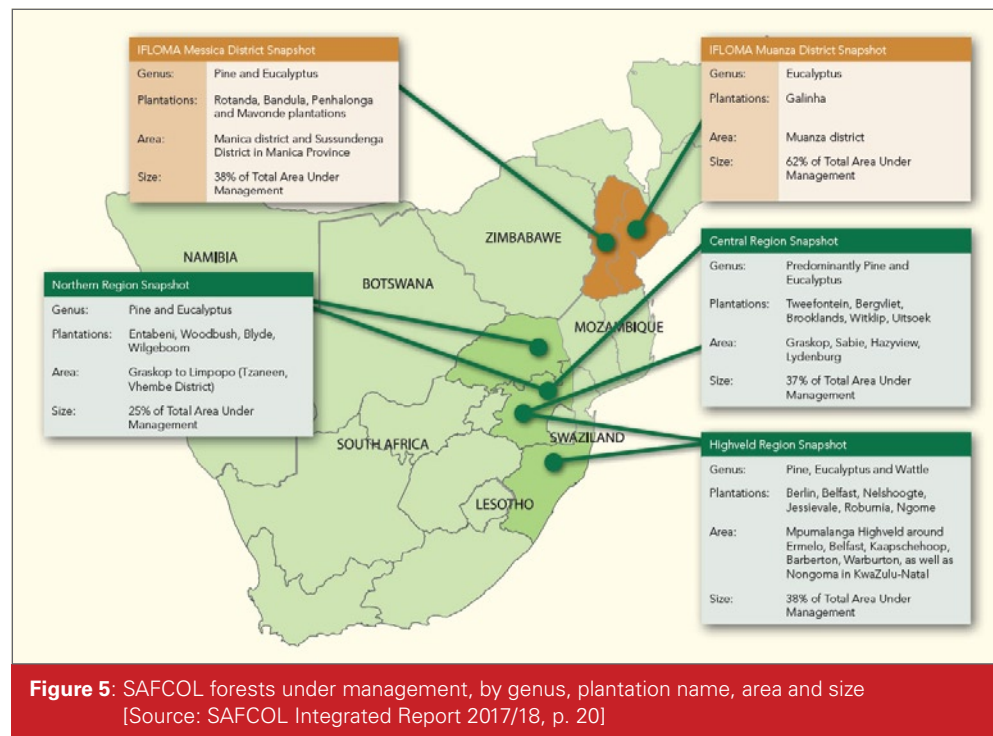 IFLOMA Messica District Snapshot
Genus: Pine and Eucalyptus
Plantations: Rotanda, Bandula, Penhalonga
and Mavonde plantations
Area: Manica district and Sussundenga
District in Manica Province
Size: 38% of Total Area Under
Management
IFLOMA Muanza District Snapshot
Genus: Eucalyptus
Plantations: Galinha
Area: Muanza district
Size: 62% of Total Area Under
Management
NAMIBIA
BOTSWANA
ZIMBABAWE
MOZAMBIQUE
SOUTH AFRICA
SWAZILAND
LESOTHO
Northern Region Snapshot
Genus: Pine and Eucalyptus
Plantations: Entabeni, Woodbush, Blyde,
Wilgeboom
Area: Graskop to Limpopo (Tzaneen,
Vhembe District)
Size: 25% of Total Area Under
Management
Central Region Snapshot
Genus: Predominantly Pine and
Eucalyptus
Plantations: Tweefontein, Bergvliet,
Brooklands, Witklip, Uitsoek
Area: Graskop, Sabie, Hazyview,
Lydenburg
Size: 37% of Total Area Under
Management
Highveld Region Snapshot
Genus: Pine, Eucalyptus and Wattle
Plantations: Berlin, Belfast, Nelshoogte,
Jessievale, Roburnia, Ngome
Area: Mpumalanga Highveld around
Ermelo, Belfast, Kaapschehoop,
Barberton, Warburton, as well as
Nongoma in KwaZulu-Natal
Size: 38% of Total Area Under
Management
Figure 5: SAFCOL forests under management, by genus, plantation name, area and size
[Source: SAFCOL Integrated Report 2017/18, p. 20]